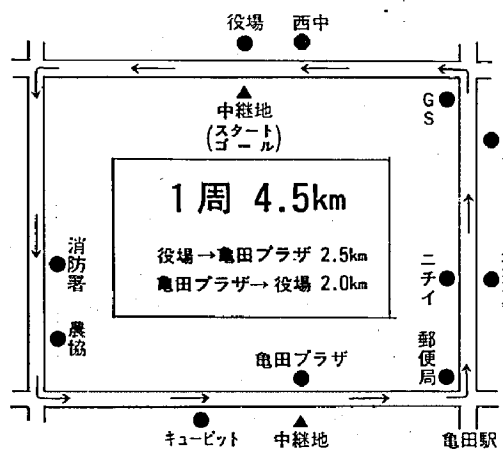 役場
西中
中継地
(スタート
ゴール)
GS
1周 4.5km
役場→亀田プラザ 2.5km
亀田プラザ→役場 2.0km
消防署
農協
ニチイ
郵便局
亀田プラザ
キューピット
中継地
亀田駅